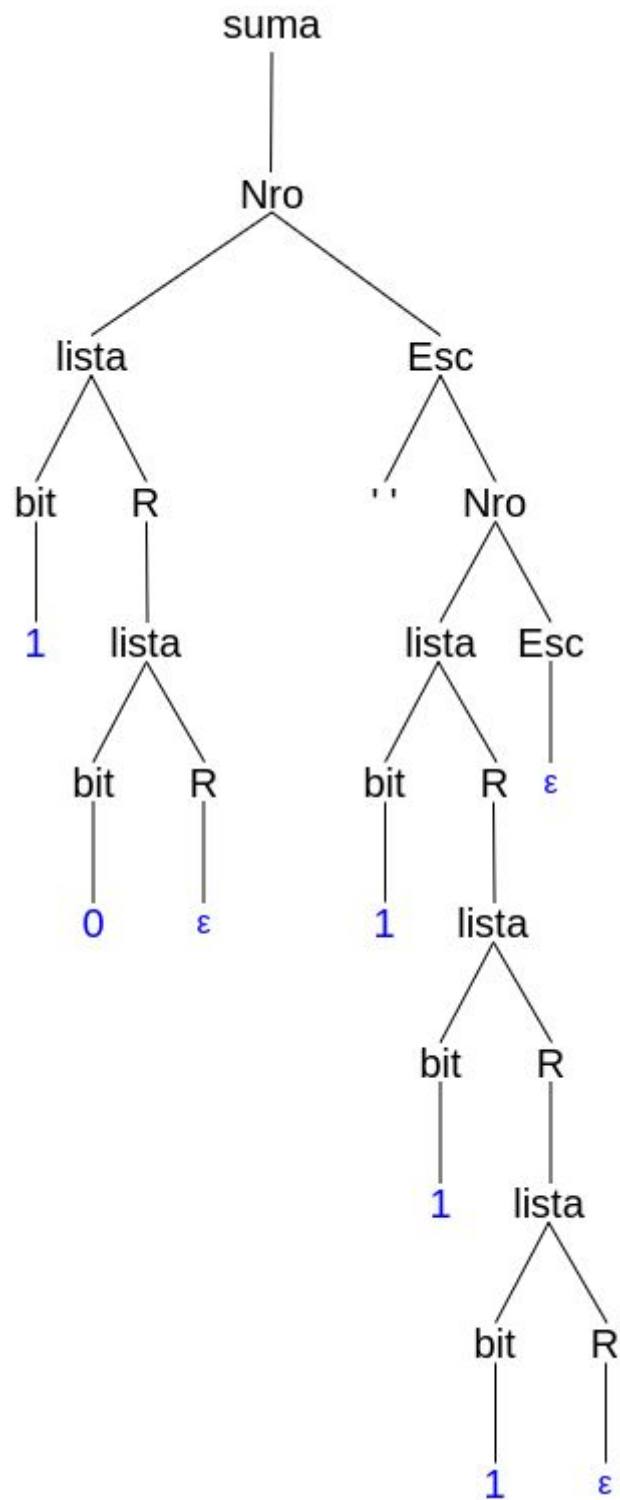 suma
Nro
lista Esc
bit R ' ' Nro
1 lista lista Esc
bit R bit R ε
0 ε 1 lista
bit R
1 lista
bit R
1 ε